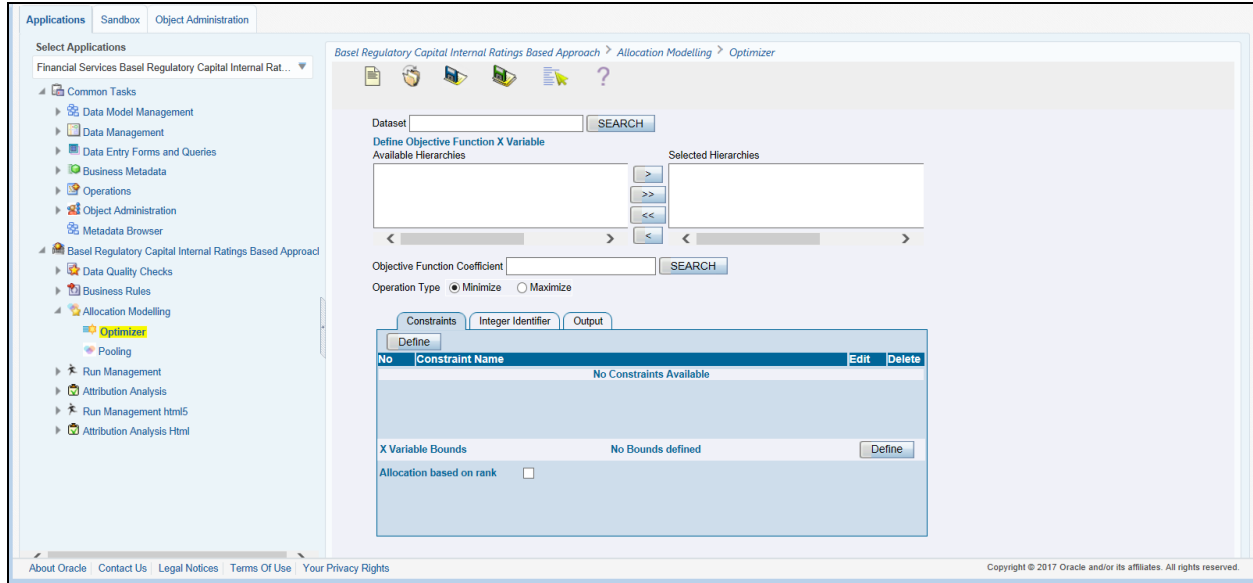 Applications Sandbox Object Administration
Select Applications
Financial Services Basel Regulatory Capital Internal Rat...
Common Tasks
Data Model Management
Data Management
Data Entry Forms and Queries
Business Metadata
Operations
Object Administration
Metadata Browser
Basel Regulatory Capital Internal Ratings Based Approacl
Data Quality Checks
Business Rules
Allocation Modelling
Optimizer
Pooling
Run Management
Attribution Analysis
Run Management html5
Attribution Analysis Html
Basel Regulatory Capital Internal Ratings Based Approach > Allocation Modelling > Optimizer
?
Dataset SEARCH
Define Objective Function X Variable
Available Hierarchies Selected Hierarchies
>
>>
<<
<
Objective Function Coefficient SEARCH
Operation Type Minimize Maximize
Constraints Integer Identifier Output
Define
No Constraint Name Edit Delete
No Constraints Available
X Variable Bounds No Bounds defined Define
Allocation based on rank
About Oracle Contact Us Legal Notices Terms Of Use Your Privacy Rights
Copyright © 2017 Oracle and/or its affiliates. All rights reserved.